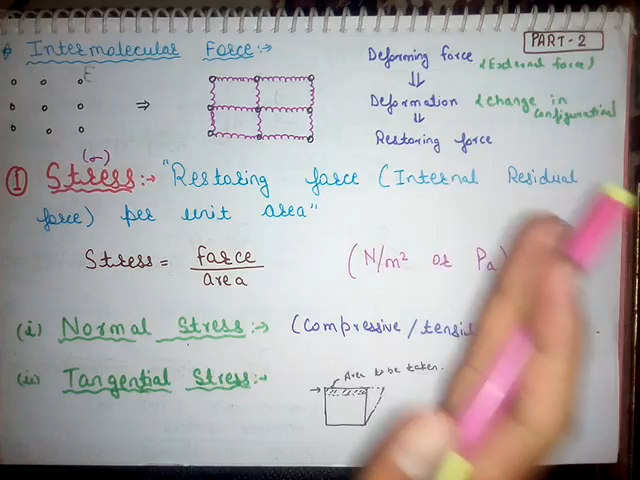 PART-2
* Intermolecular Force:→
Deforming force (External force)
⇓
Deformation (Change in configuration)
⇓
Restoring force
E
⇒
(σ)
① Stress:→ "Restoring force (Internal Residual
force) per unit area"
Stress = force / area (N/m² or Pa)
(i) Normal Stress:→ (Compressive/
(ii) Tangential Stress:→
Area to be taken.